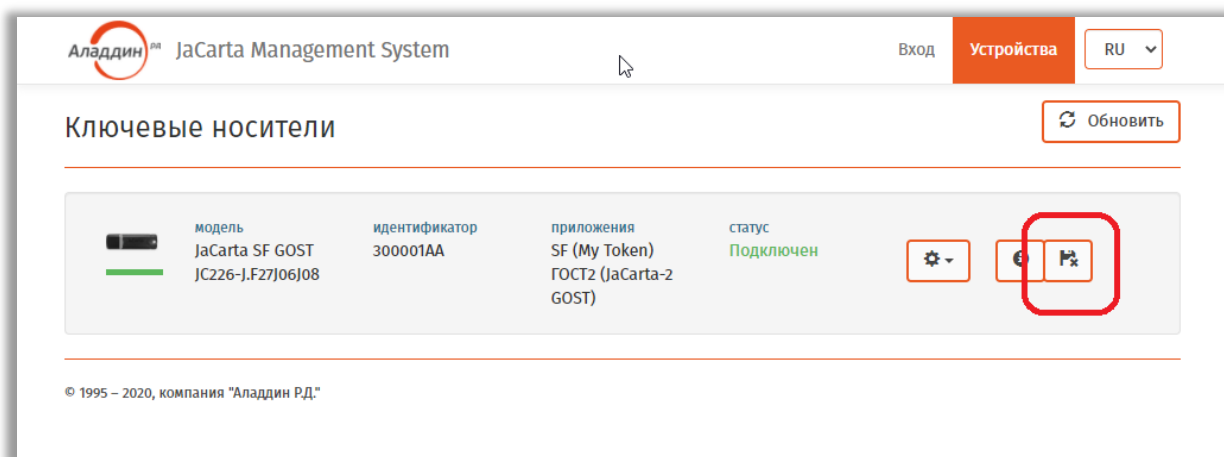 Аладдин РД JaCarta Management System
Вход
Устройства
RU
Ключевые носители
Обновить
модель
JaCarta SF GOST
JC226-J.F27J06J08
идентификатор
300001AA
приложения
SF (My Token)
ГОСТ2 (JaCarta-2
GOST)
статус
Подключен
© 1995 – 2020, компания "Аладдин Р.Д."